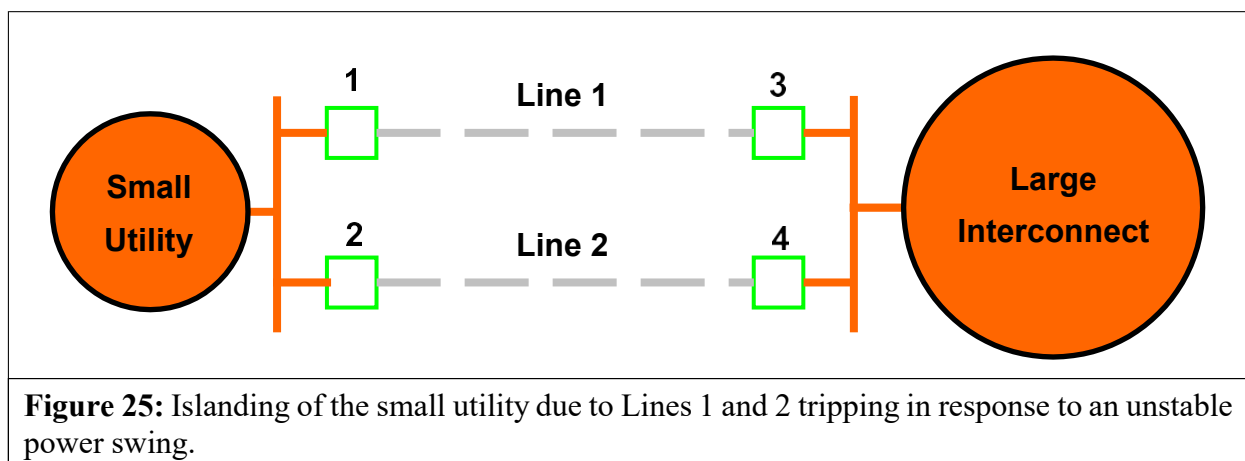 1
3
Line 1
Small
Utility
Large
Interconnect
2
4
Line 2
Figure 25: Islanding of the small utility due to Lines 1 and 2 tripping in response to an unstable
power swing.